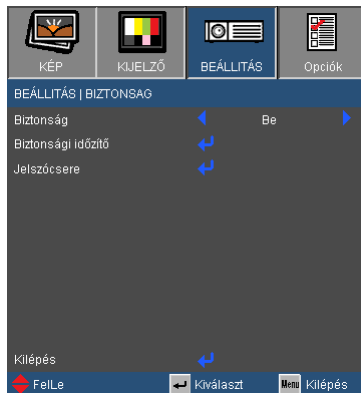 KÉP KIJELZŐ BEÁLLITÁS Opciók
BEÁLLITÁS | BIZTONSAG
Biztonság Be
Biztonsági időzítő
Jelszócsere
Kilépés
FelLe Kiválaszt Menu Kilépés